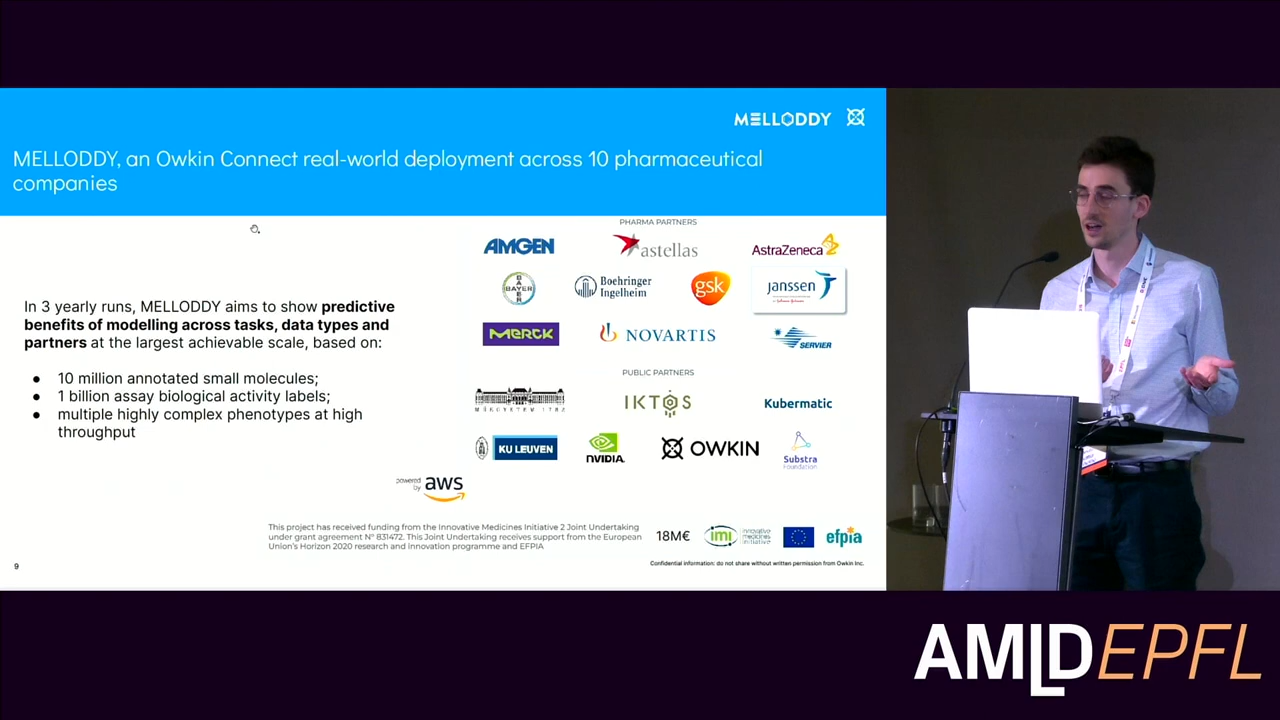 MELLODDY
MELLODDY, an Owkin Connect real-world deployment across 10 pharmaceutical
companies
In 3 yearly runs, MELLODDY aims to show predictive
benefits of modelling across tasks, data types and
partners at the largest achievable scale, based on:
● 10 million annotated small molecules;
● 1 billion assay biological activity labels;
● multiple highly complex phenotypes at high
throughput
PHARMA PARTNERS
AMGEN
astellas
AstraZeneca
BAYER
BAYER
Boehringer
Ingelheim
gsk
janssen
MERCK
NOVARTIS
SERVIER
PUBLIC PARTNERS
IKTOS
Kubermatic
KU LEUVEN
NVIDIA.
OWKIN
Substra
Foundation
powered
by
aws
This project has received funding from the Innovative Medicines Initiative 2 Joint Undertaking
under grant agreement N° 831472. This Joint Undertaking receives support from the European
Union's Horizon 2020 research and innovation programme and EFPIA
18M€
imi
innovative
medicines
initiative
efpia
9
Confidential information: do not share without written permission from Owkin Inc.
EPFL
AMLDEPFL